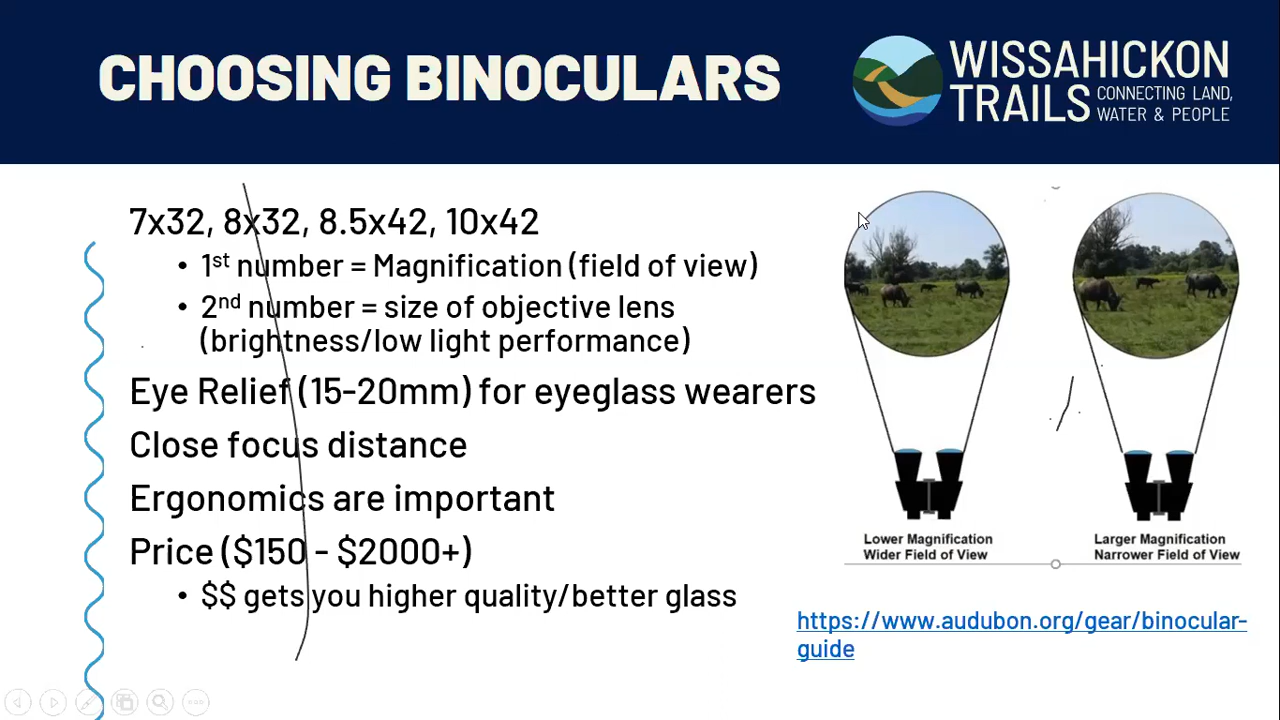 CHOOSING BINOCULARS
WISSAHICKON
TRAILS
CONNECTING LAND,
WATER & PEOPLE
7x32, 8x32, 8.5x42, 10x42
• 1st number = Magnification (field of view)
• 2nd number = size of objective lens
(brightness/low light performance)
Eye Relief (15-20mm) for eyeglass wearers
Close focus distance
Ergonomics are important
Price ($150 - $2000+)
• $$ gets you higher quality/better glass
Lower Magnification
Wider Field of View
Larger Magnification
Narrower Field of View
https://www.audubon.org/gear/binocular-
guide